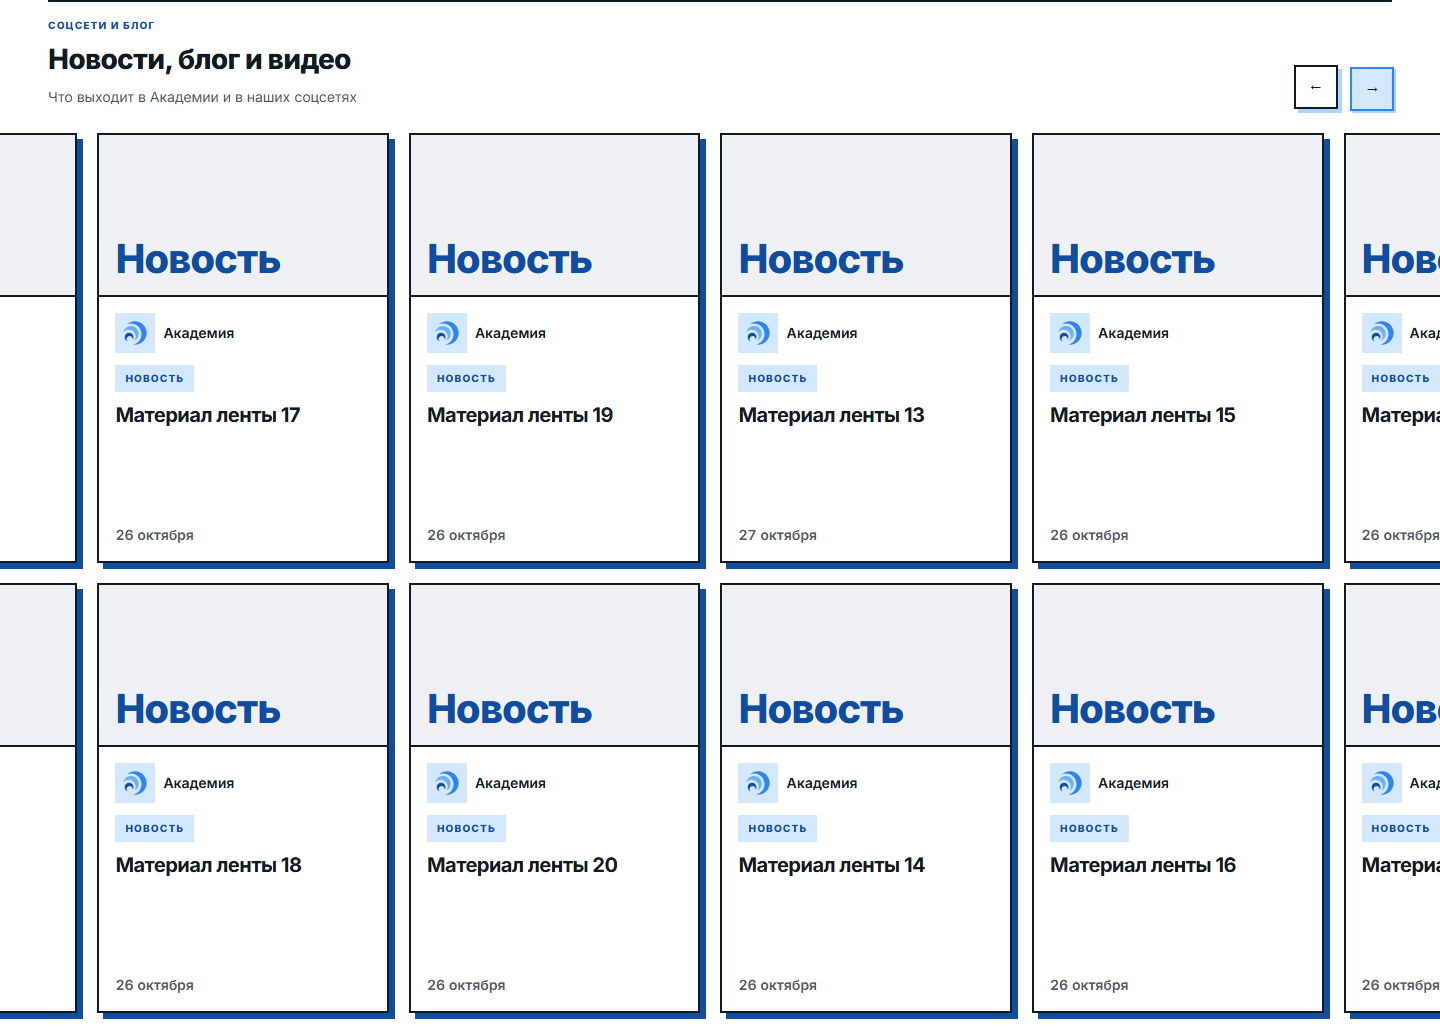 СОЦСЕТИ И БЛОГ
Новости, блог и видео
Что выходит в Академии и в наших соцсетях
← →
Новость
Академия
НОВОСТЬ
Материал ленты 17
26 октября
Новость
Академия
НОВОСТЬ
Материал ленты 19
26 октября
Новость
Академия
НОВОСТЬ
Материал ленты 13
27 октября
Новость
Академия
НОВОСТЬ
Материал ленты 15
26 октября
НОВОСТЬ
26 октября
Новость
Академия
НОВОСТЬ
Материал ленты 18
26 октября
Новость
Академия
НОВОСТЬ
Материал ленты 20
26 октября
Новость
Академия
НОВОСТЬ
Материал ленты 14
26 октября
Новость
Академия
НОВОСТЬ
Материал ленты 16
26 октября
НОВОСТЬ
26 октября